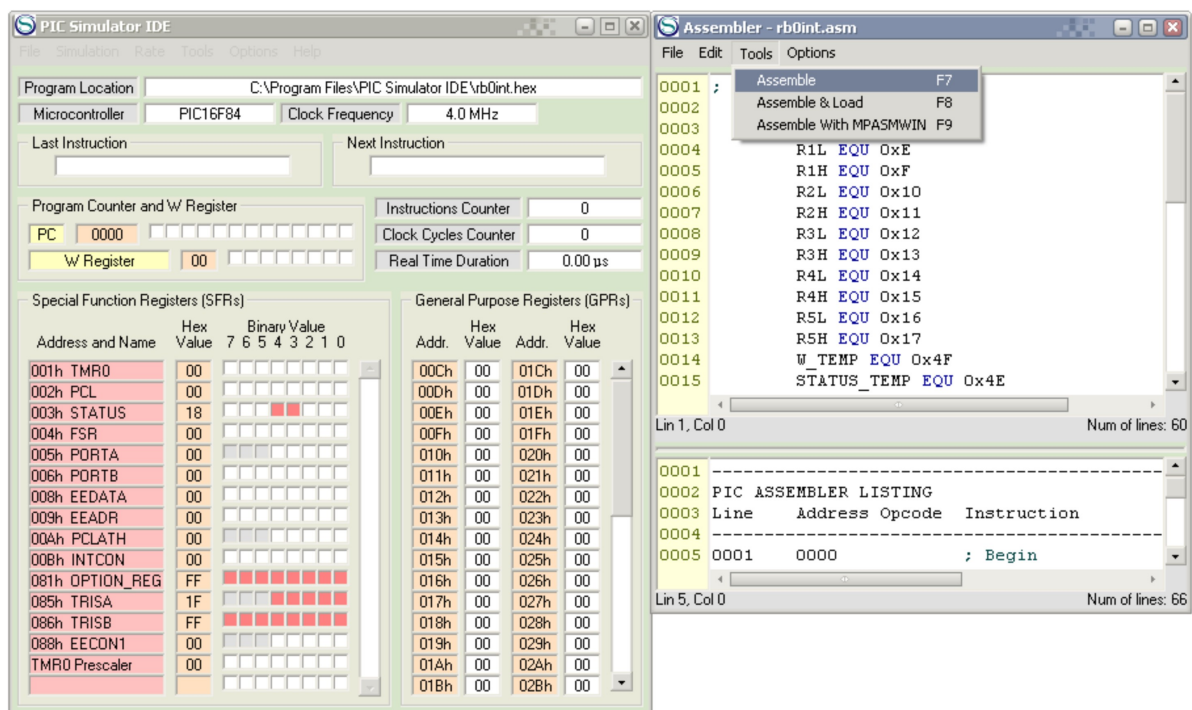 PIC Simulator IDE
File Simulation Rate Tools Options Help
Program Location C:\Program Files\PIC Simulator IDE\rb0int.hex
Microcontroller PIC16F84 Clock Frequency 4.0 MHz
Last Instruction Next Instruction
Program Counter and W Register
PC 0000
W Register 00
Instructions Counter 0
Clock Cycles Counter 0
Real Time Duration 0.00 µs
Special Function Registers (SFRs)
Address and Name Hex Value Binary Value 7 6 5 4 3 2 1 0
001h TMR0 00
002h PCL 00
003h STATUS 18
004h FSR 00
005h PORTA 00
006h PORTB 00
008h EEDATA 00
009h EEADR 00
00Ah PCLATH 00
00Bh INTCON 00
081h OPTION_REG FF
085h TRISA 1F
086h TRISB FF
088h EECON1 00
TMR0 Prescaler 00
General Purpose Registers (GPRs)
Addr. Hex Value Addr. Hex Value
00Ch 00 01Ch 00
00Dh 00 01Dh 00
00Eh 00 01Eh 00
00Fh 00 01Fh 00
010h 00 020h 00
011h 00 021h 00
012h 00 022h 00
013h 00 023h 00
014h 00 024h 00
015h 00 025h 00
016h 00 026h 00
017h 00 027h 00
018h 00 028h 00
019h 00 029h 00
01Ah 00 02Ah 00
01Bh 00 02Bh 00
Assembler - rb0int.asm
File Edit Tools Options
Assemble F7
Assemble & Load F8
Assemble With MPASMWIN F9
0001 ;
0002
0003
0004 R1L EQU 0xE
0005 R1H EQU 0xF
0006 R2L EQU 0x10
0007 R2H EQU 0x11
0008 R3L EQU 0x12
0009 R3H EQU 0x13
0010 R4L EQU 0x14
0011 R4H EQU 0x15
0012 R5L EQU 0x16
0013 R5H EQU 0x17
0014 W_TEMP EQU 0x4F
0015 STATUS_TEMP EQU 0x4E
Lin 1, Col 0 Num of lines: 60
0001 ------------------------------------------------
0002 PIC ASSEMBLER LISTING
0003 Line Address Opcode Instruction
0004 ------------------------------------------------
0005 0001 0000 ; Begin
Lin 5, Col 0 Num of lines: 66